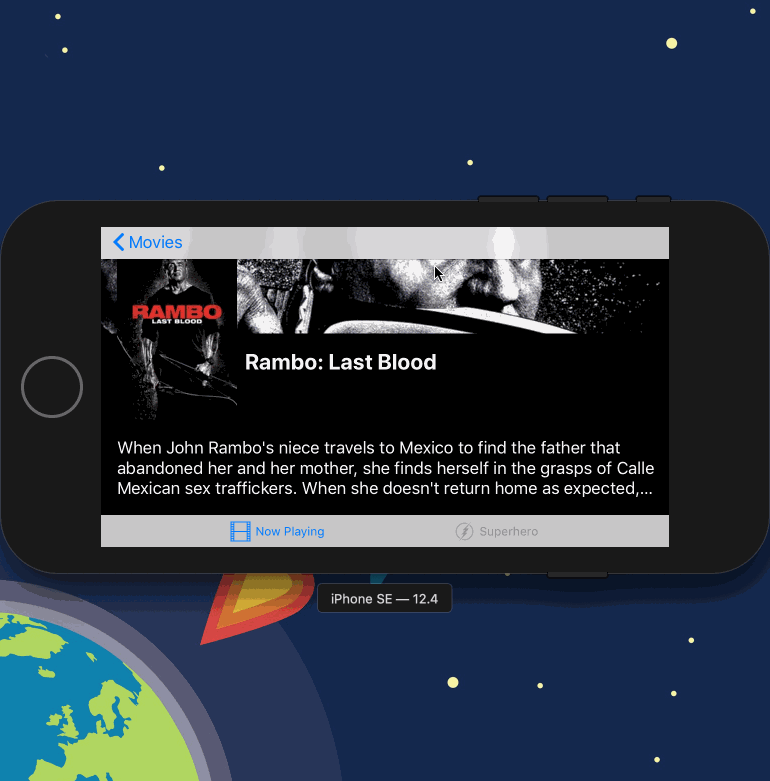 Movies
RAMBO
LAST BLOOD
Rambo: Last Blood
When John Rambo's niece travels to Mexico to find the father that
abandoned her and her mother, she finds herself in the grasps of Calle
Mexican sex traffickers. When she doesn't return home as expected,...
Now Playing
Superhero
iPhone SE — 12.4